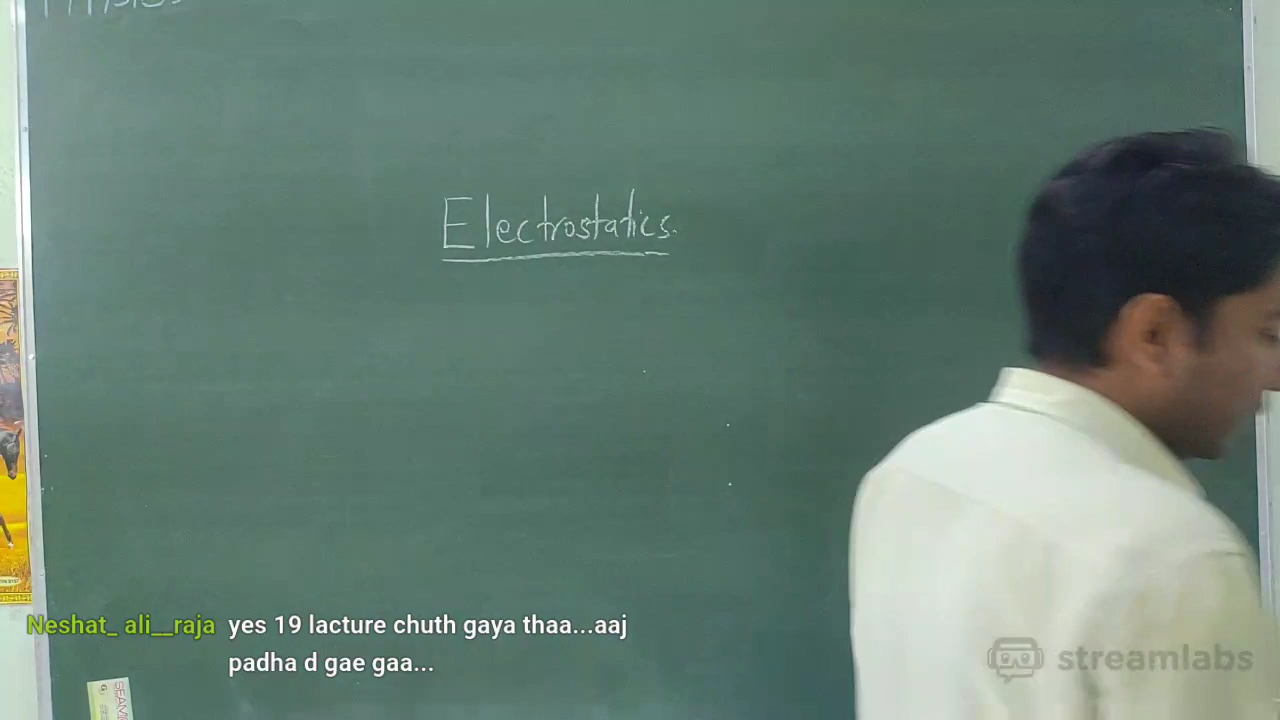 Electrostatics.
Neshat_ ali__raja yes 19 lacture chuth gaya thaa...aaj
padha d gae gaa...
streamlabs